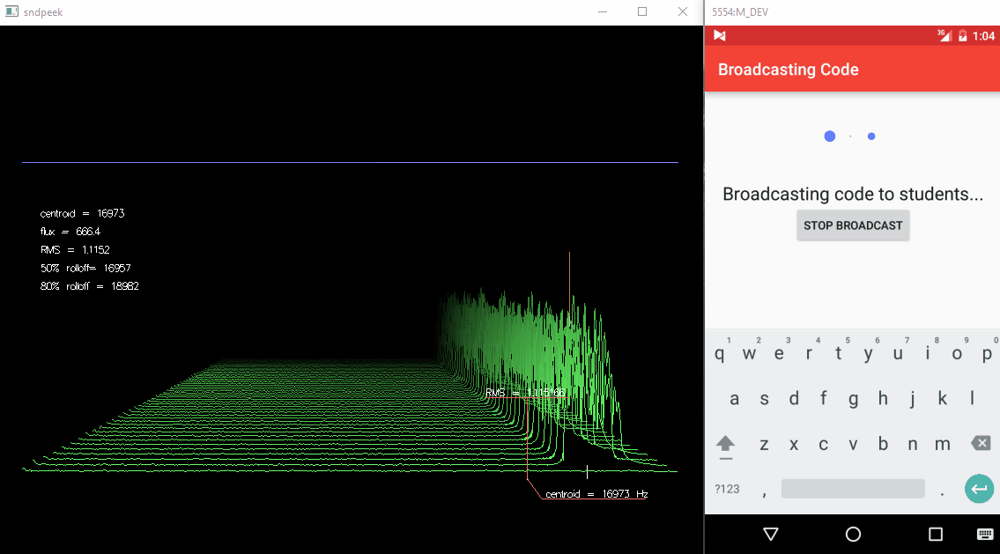 sndpeek
centroid = 16973
flux = 666.4
RMS = 1.1152
50% rolloff= 16957
80% rolloff = 18982
RMS = 1.115166
centroid = 16973 Hz
5554:M_DEV
3G 1:04
Broadcasting Code
Broadcasting code to students...
STOP BROADCAST
1 2 3 4 5 6 7 8 9 0
q w e r t y u i o p
a s d f g h j k l
z x c v b n m
?123 , .